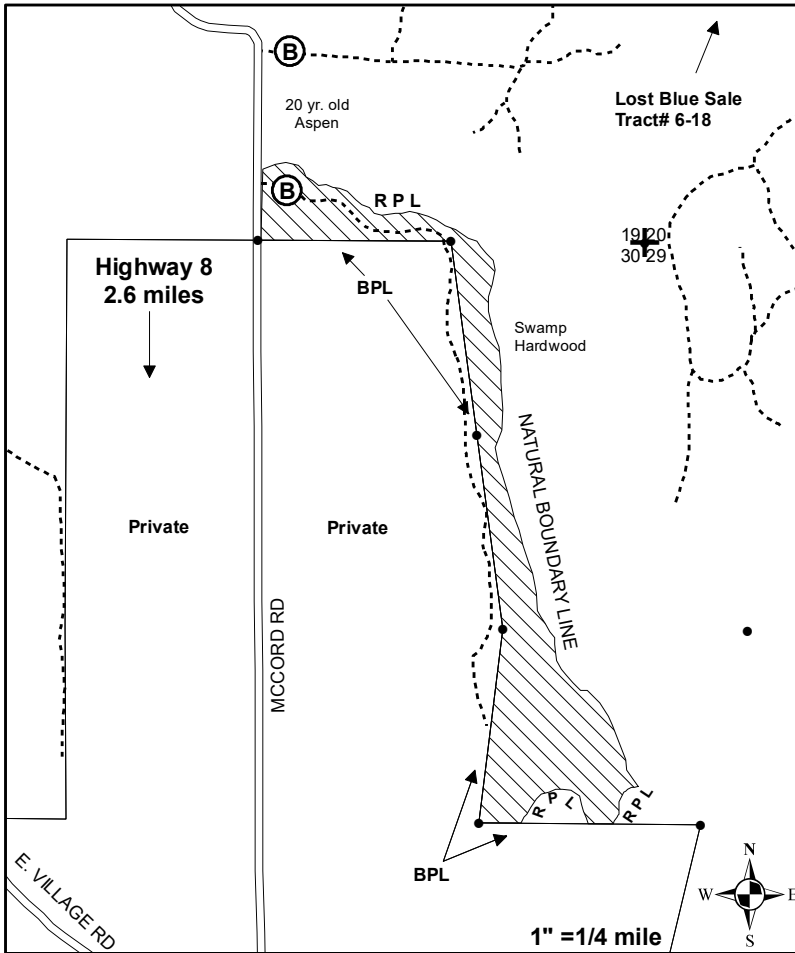 B
20 yr. old
Aspen
Lost Blue Sale
Tract# 6-18
B
R P L
19 20
30 29
Highway 8
2.6 miles
BPL
Swamp
Hardwood
NATURAL BOUNDARY LINE
Private
Private
MCCORD RD
R P L
R P L
BPL
E. VILLAGE RD
N
W E
S
1" =1/4 mile